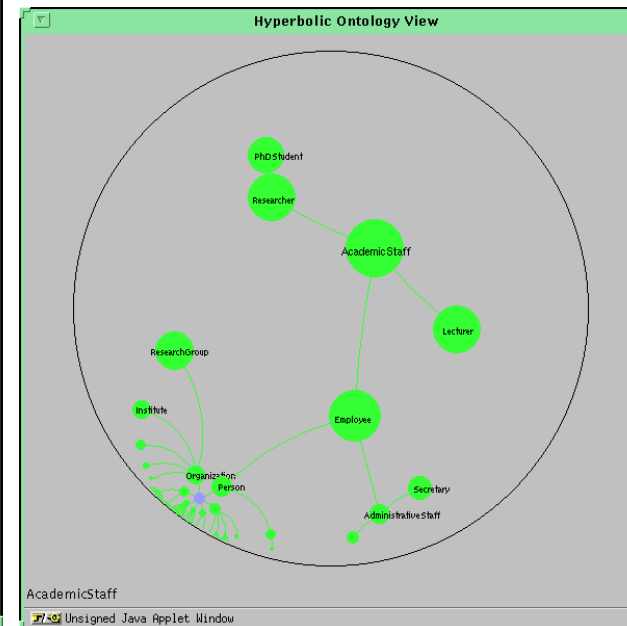 Hyperbolic Ontology View
PhDStudent
Researcher
AcademicStaff
Lecturer
ResearchGroup
Institute
Employee
Organization
Person
Secretary
AdministrativeStaff
AcademicStaff
Unsigned Java Applet Window